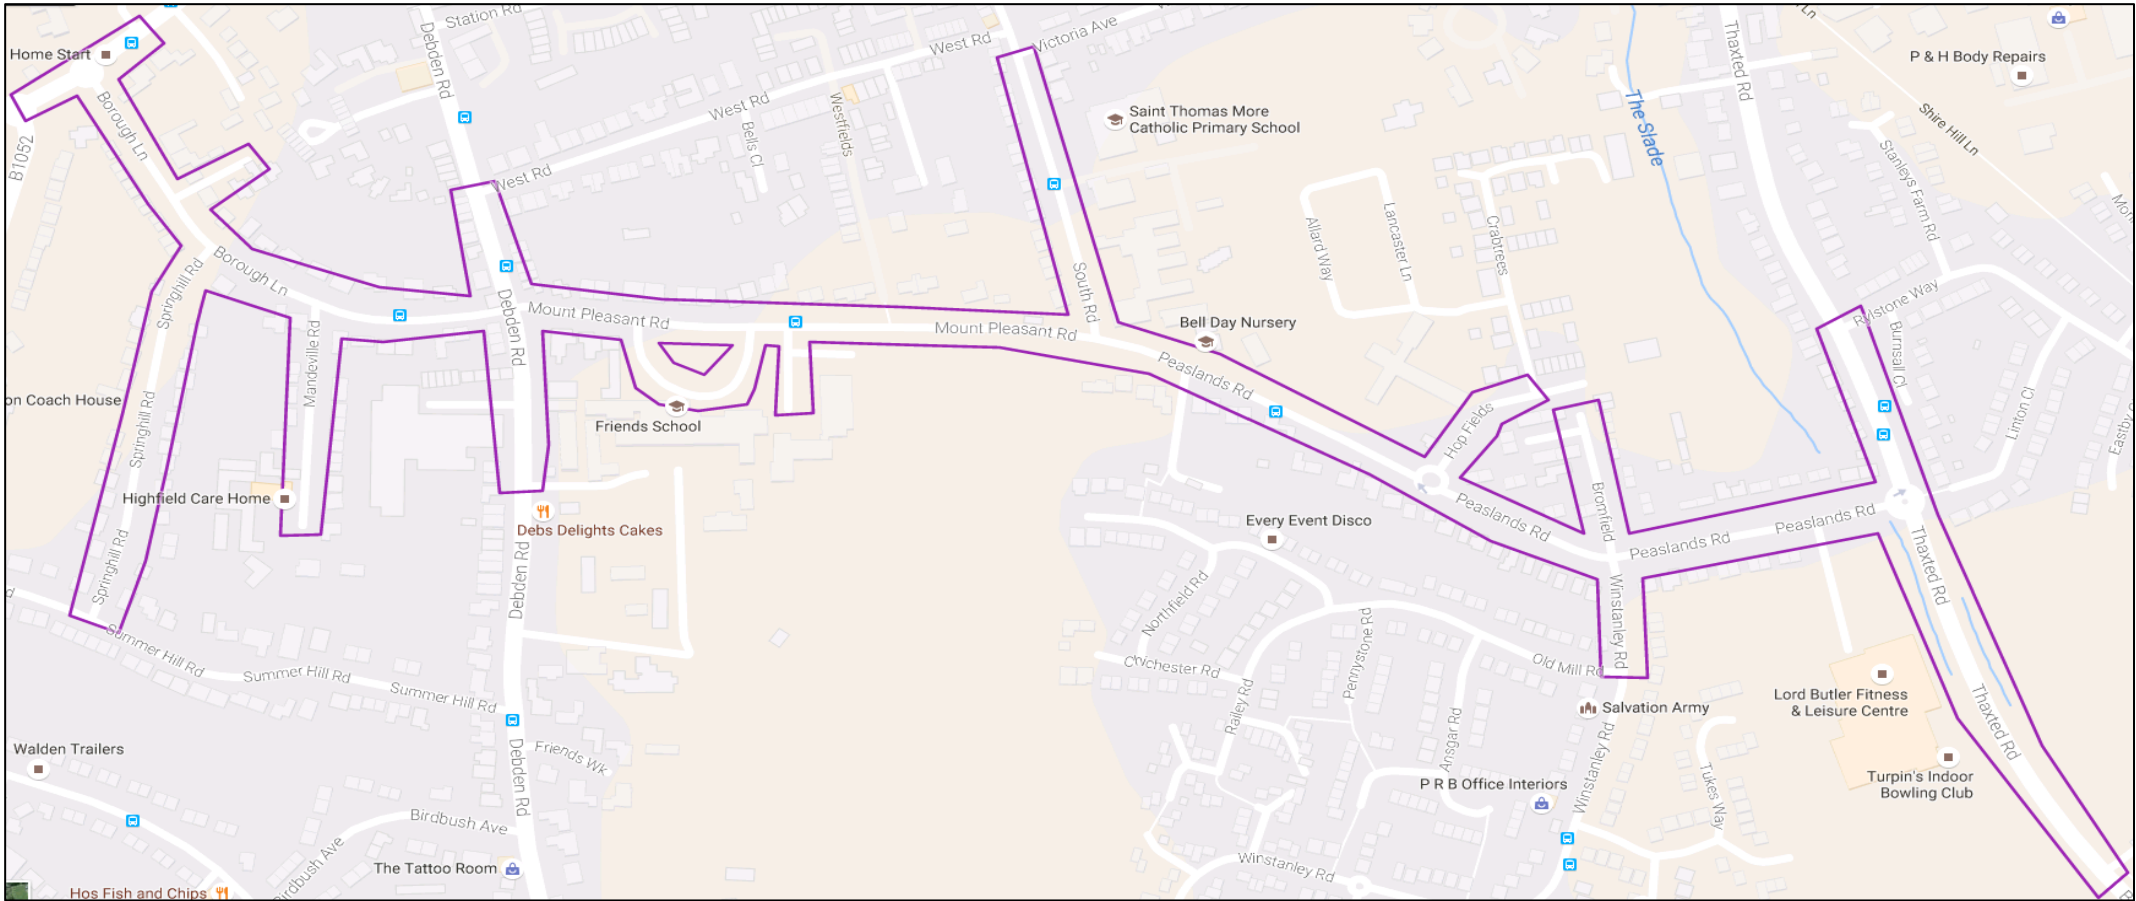 Station Rd
Debden Rd
West Rd
Victoria Ave
Thaxted Rd
P & H Body Repairs
Home Start
Borough Ln
B1052
West Rd
Bells Cl
Westfields
Saint Thomas More
Catholic Primary School
The Slade
Shire Hill Ln
Stanleys Farm Rd
West Rd
Allard Way
Lancaster Ln
Crabtrees
Borough Ln
Springhill Rd
South Rd
Rylstone Way
Burnsall Cl
Debden Rd
Mount Pleasant Rd
Mount Pleasant Rd
Bell Day Nursery
Peaslands Rd
Mandeville Rd
on Coach House
Springhill Rd
Friends School
Hop Fields
Linton Cl
Highfield Care Home
Debs Delights Cakes
Every Event Disco
Peaslands Rd
Bromfield
Peaslands Rd
Peaslands Rd
Springhill Rd
Debden Rd
Northfield Rd
Pennystone Rd
Winstanley Rd
Thaxted Rd
Summer Hill Rd
Summer Hill Rd
Summer Hill Rd
Chichester Rd
Old Mill Rd
Railey Rd
Ansgar Rd
Salvation Army
Lord Butler Fitness
& Leisure Centre
Thaxted Rd
Walden Trailers
Friends Wk
Debden Rd
P R B Office Interiors
Winstanley Rd
Tukes Way
Turpin's Indoor
Bowling Club
Birdbush Ave
Birdbush Ave
The Tattoo Room
Winstanley Rd
Hos Fish and Chips